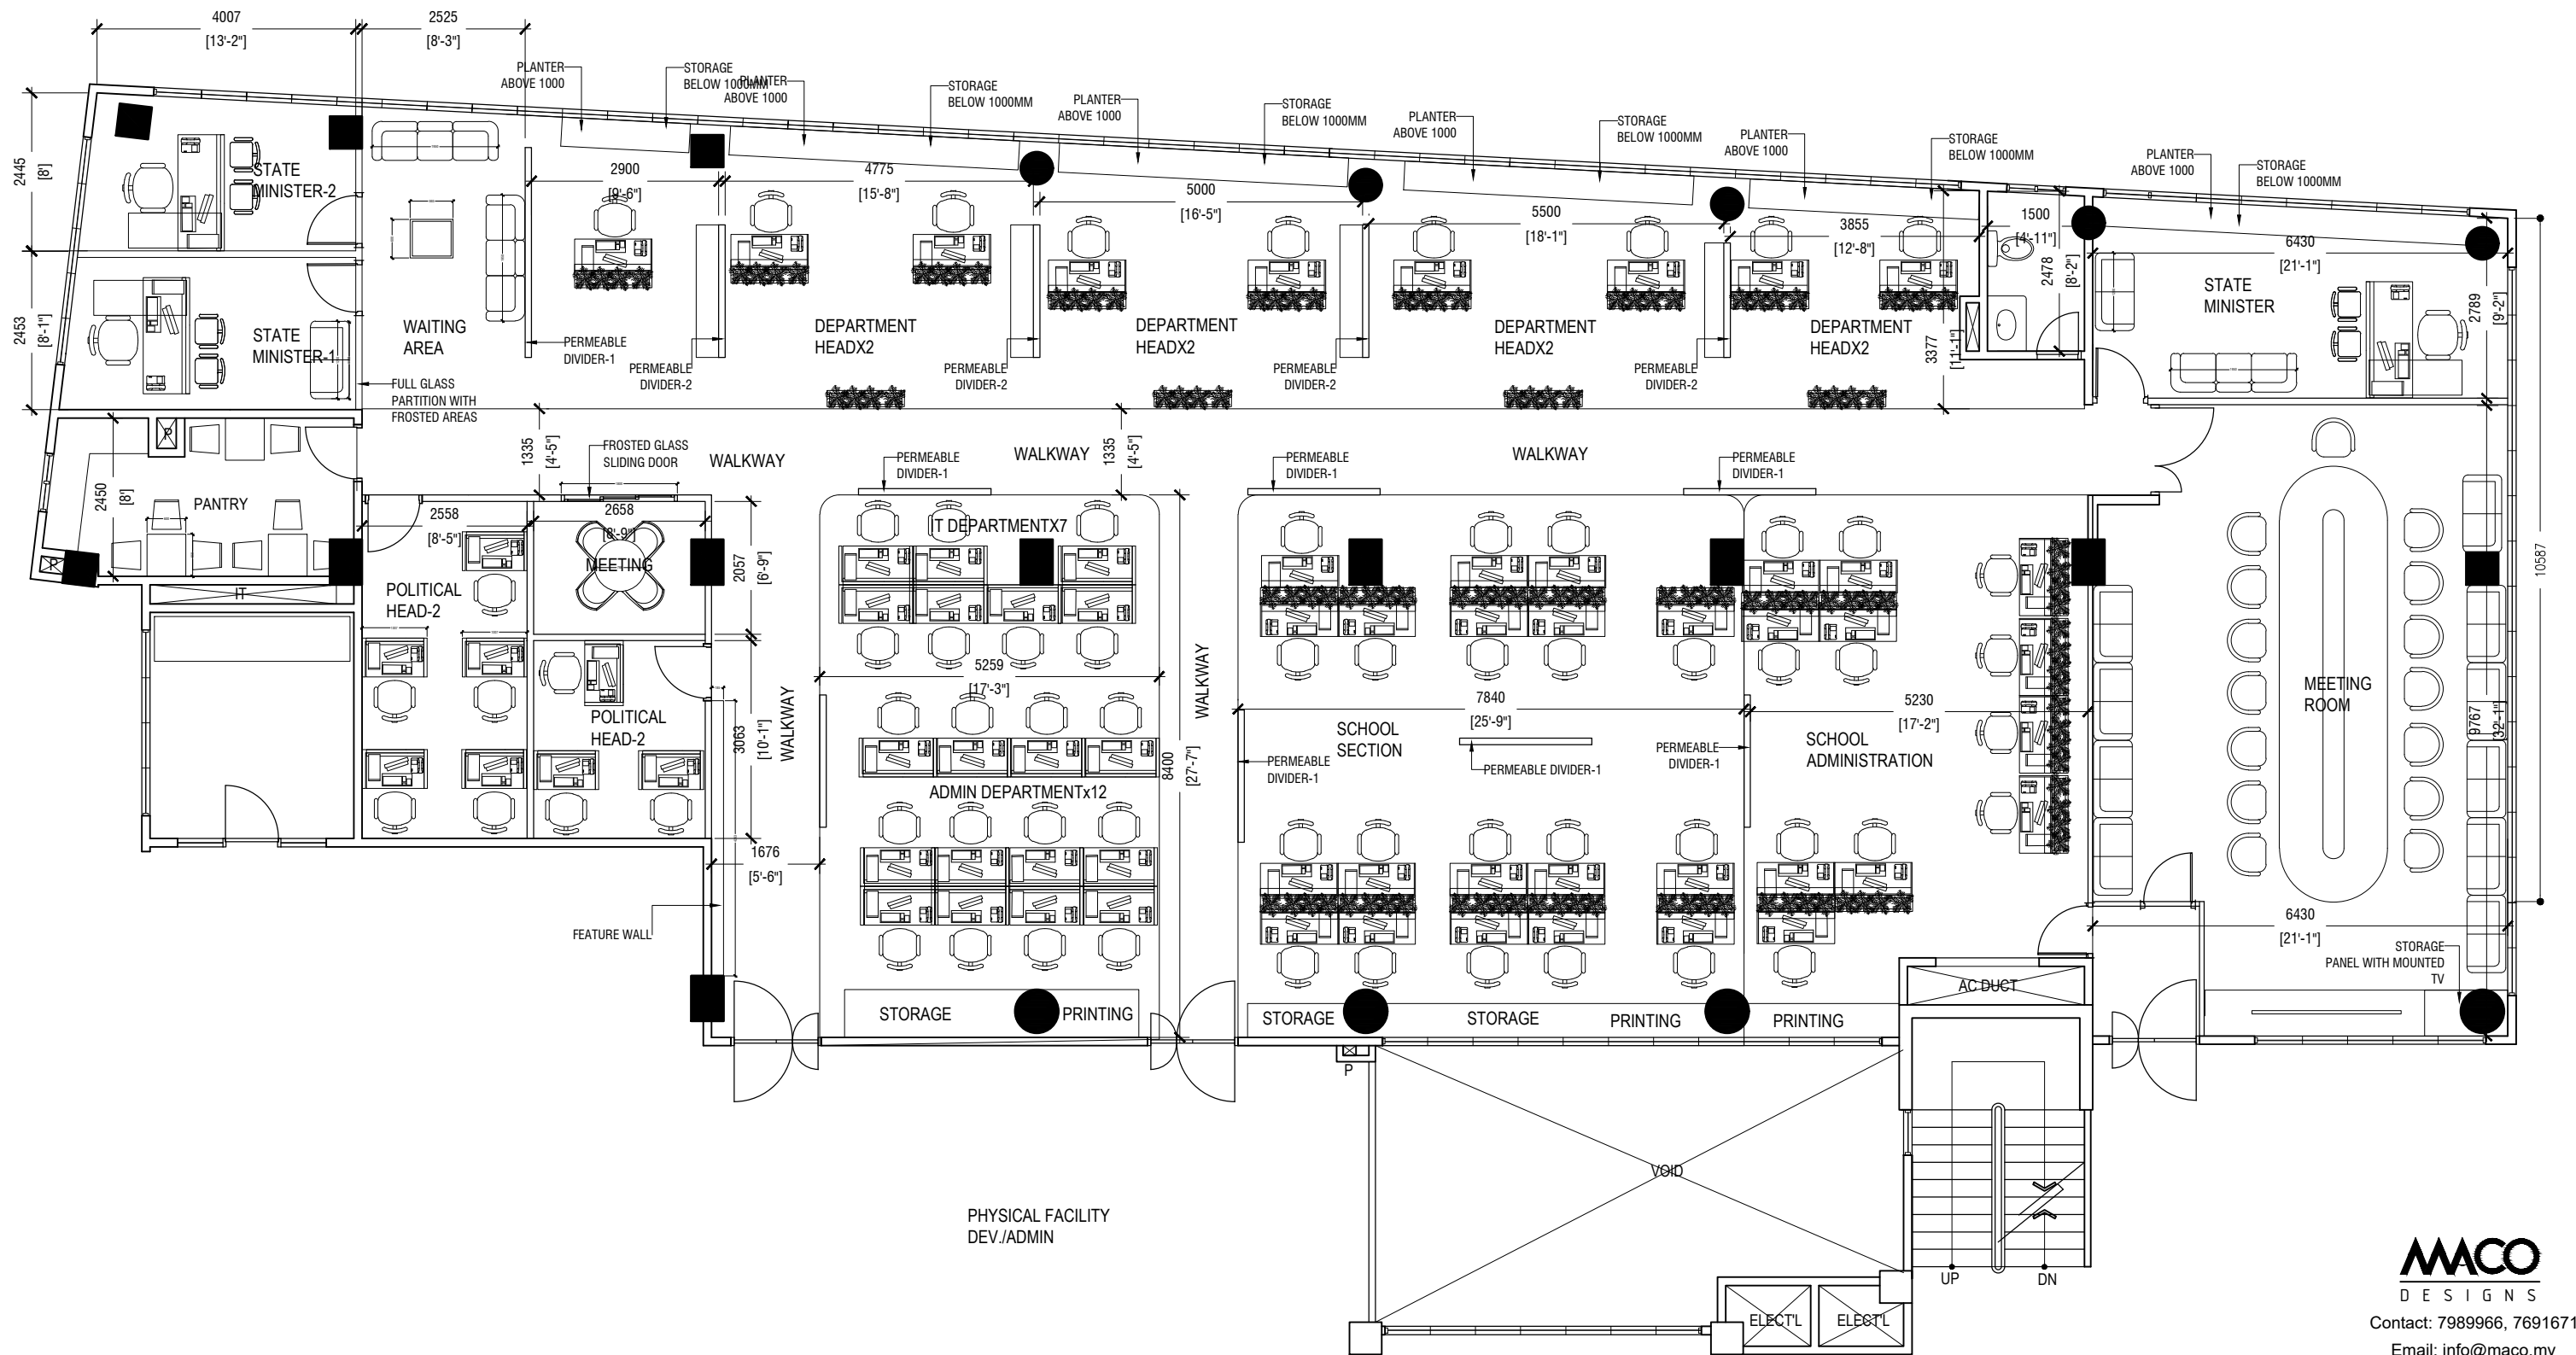 4007
[13'-2"]
2525
[8'-3"]
PLANTER
ABOVE 1000
STORAGE
BELOW 1000MM
PLANTER
ABOVE 1000
STORAGE
BELOW 1000MM
PLANTER
ABOVE 1000
STORAGE
BELOW 1000MM
PLANTER
ABOVE 1000
STORAGE
BELOW 1000MM
PLANTER
ABOVE 1000
STORAGE
BELOW 1000MM
PLANTER
ABOVE 1000
STORAGE
BELOW 1000MM
2445
[8']
2453
[8'-1"]
STATE
MINISTER-2
STATE
MINISTER-1
WAITING
AREA
2900
[9'-6"]
4775
[15'-8"]
5000
[16'-5"]
5500
[18'-1"]
3855
[12'-8"]
1500
[4'-11"]
2478
[8'-2"]
6430
[21'-1"]
2789
[9'-2"]
3377
[11'-1"]
STATE
MINISTER
DEPARTMENT
HEADX2
DEPARTMENT
HEADX2
DEPARTMENT
HEADX2
DEPARTMENT
HEADX2
PERMEABLE
DIVIDER-1
PERMEABLE
DIVIDER-2
PERMEABLE
DIVIDER-2
PERMEABLE
DIVIDER-2
PERMEABLE
DIVIDER-2
FULL GLASS
PARTITION WITH
FROSTED AREAS
P
2450
[8']
PANTRY
P
IT
1335
[4'-5"]
FROSTED GLASS
SLIDING DOOR
WALKWAY
WALKWAY
1335
[4'-5"]
WALKWAY
PERMEABLE
DIVIDER-1
PERMEABLE
DIVIDER-1
PERMEABLE
DIVIDER-1
2558
[8'-5"]
2658
[8'-9"]
MEETING
2057
[6'-9"]
POLITICAL
HEAD-2
POLITICAL
HEAD-2
3063
[10'-1"]
WALKWAY
IT DEPARTMENTX7
5259
[17'-3"]
ADMIN DEPARTMENTx12
8400
[27'-7"]
WALKWAY
7840
[25'-9"]
SCHOOL
SECTION
PERMEABLE
DIVIDER-1
PERMEABLE DIVIDER-1
PERMEABLE
DIVIDER-1
5230
[17'-2"]
SCHOOL
ADMINISTRATION
MEETING
ROOM
9767
[32'-1"]
10587
1676
[5'-6"]
FEATURE WALL
6430
[21'-1"]
STORAGE
PANEL WITH MOUNTED
TV
AC DUCT
STORAGE
PRINTING
STORAGE
STORAGE
PRINTING
PRINTING
P
VOID
PHYSICAL FACILITY
DEV./ADMIN
UP
DN
ELECT'L
ELECT'L
MACO
DESIGNS
Contact: 7989966, 7691671
Email: info@maco.mv